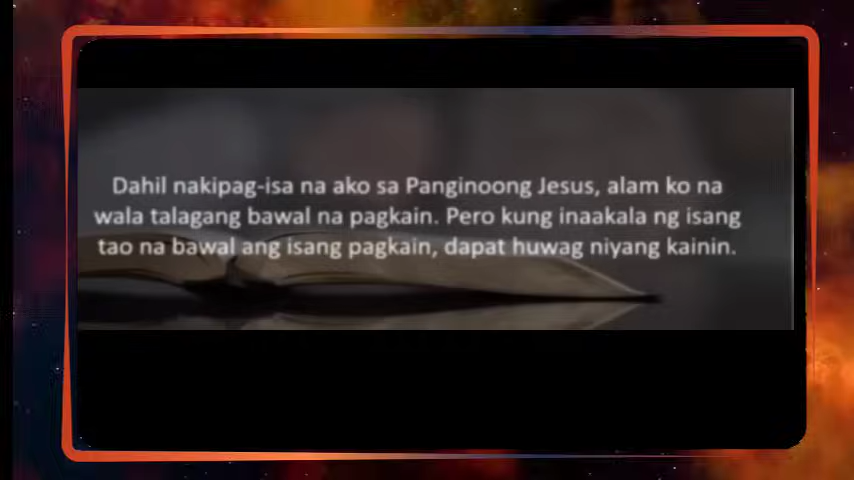 Dahil nakipag-isa na ako sa Panginoong Jesus, alam ko na
wala talagang bawal na pagkain. Pero kung inaakala ng isang
tao na bawal ang isang pagkain, dapat huwag niyang kainin.